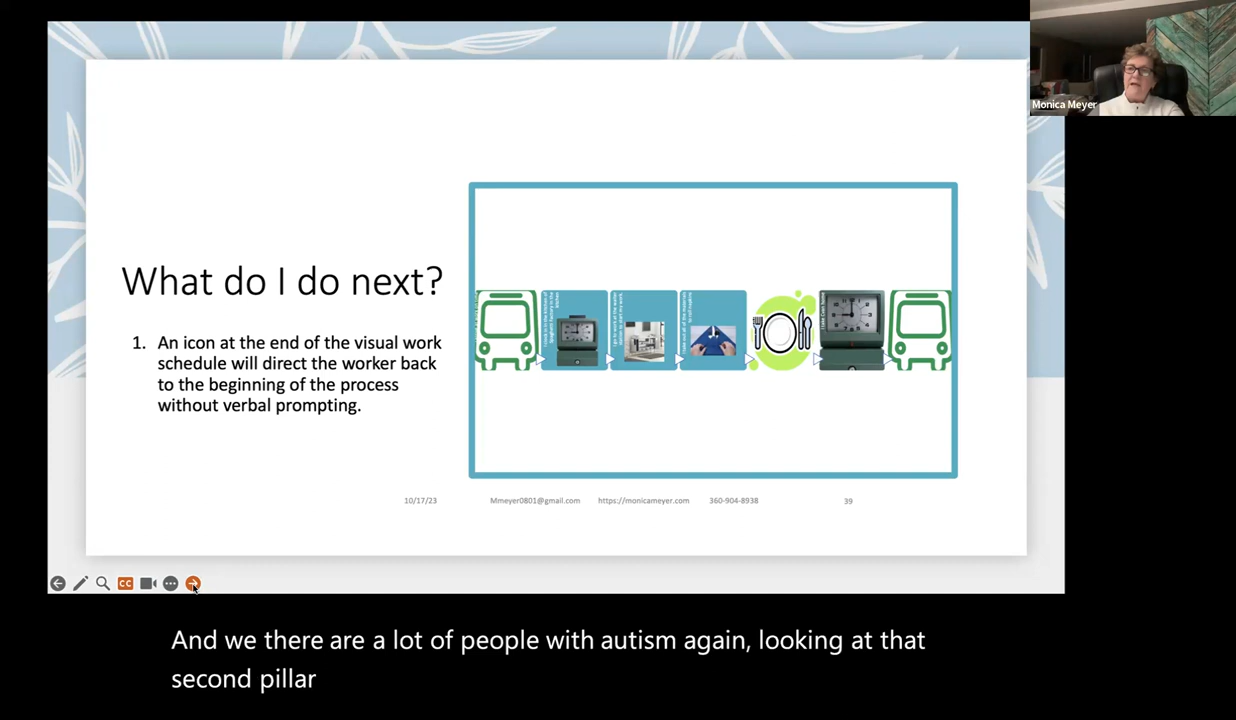 Monica Meyer
What do I do next?
1. An icon at the end of the visual work
schedule will direct the worker back
to the beginning of the process
without verbal prompting.
10/17/23 Mmeyer0801@gmail.com https://monicameyer.com 360-904-8938 39
CC
And we there are a lot of people with autism again, looking at that
second pillar